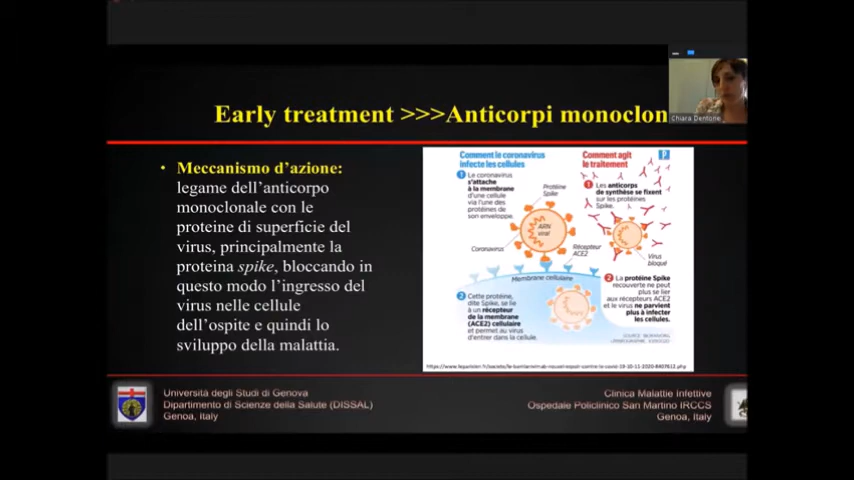 Early treatment >>>Anticorpi monoclon
Chiara Dentone
• Meccanismo d'azione:
legame dell'anticorpo
monoclonale con le
proteine di superficie del
virus, principalmente la
proteina spike, bloccando in
questo modo l'ingresso del
virus nelle cellule
dell'ospite e quindi lo
sviluppo della malattia.
Comment le coronavirus
infecte les cellules
1 Le coronavirus
s'attache
à la membrane
d'une cellule
via l'une des
protéines de
son enveloppe.
Protéine
Spike
ARN
viral
Coronavirus
Récepteur
ACE2
Membrane cellulaire
2 Cette protéine,
dite Spike, se lie
à un récepteur
de la membrane
(ACE2) cellulaire
et permet au virus
d'entrer dans la cellule.
Comment agit
le traitement
P
1 Les anticorps
de synthèse se fixent
sur les protéines
Spike.
Virus
bloqué
2 La protéine Spike
recouverte ne peut
plus se lier
aux récepteurs ACE2
et le virus ne parvient
plus à infecter
les cellules.
Università degli Studi di Genova
Dipartimento di Scienze della Salute (DISSAL)
Genoa, Italy
Clinica Malattie Infettive
Ospedale Policlinico San Martino IRCCS
Genoa, Italy